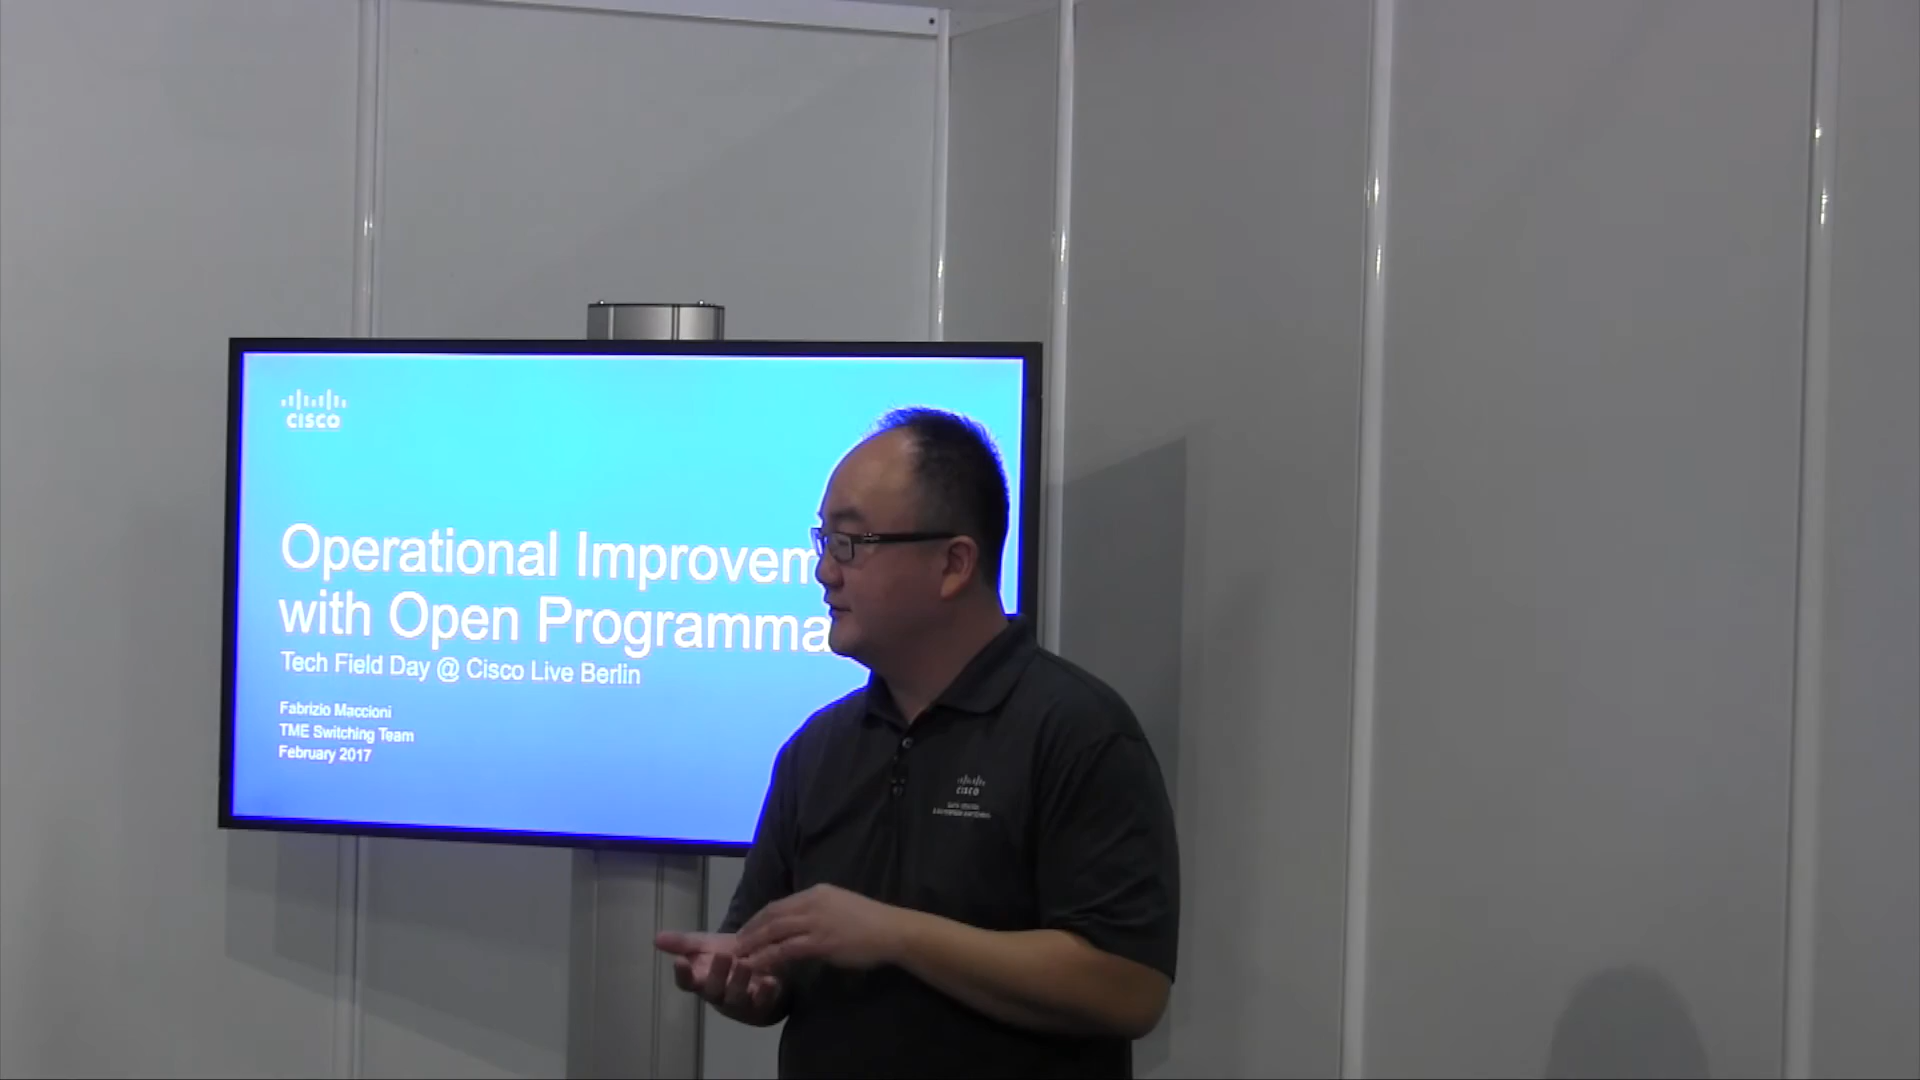 CISCO
Operational Improvem
with Open Programma
Tech Field Day @ Cisco Live Berlin
Fabrizio Maccioni
TME Switching Team
February 2017
CISCO